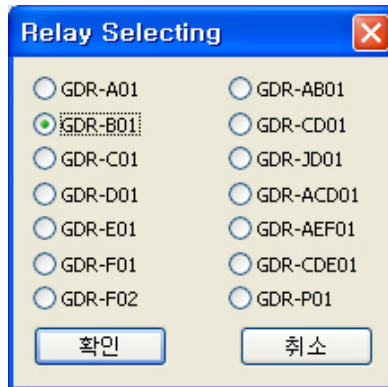 Relay Selecting
GDR-A01 GDR-AB01
GDR-B01 GDR-CD01
GDR-C01 GDR-JD01
GDR-D01 GDR-ACD01
GDR-E01 GDR-AEF01
GDR-F01 GDR-CDE01
GDR-F02 GDR-P01
확인 취소